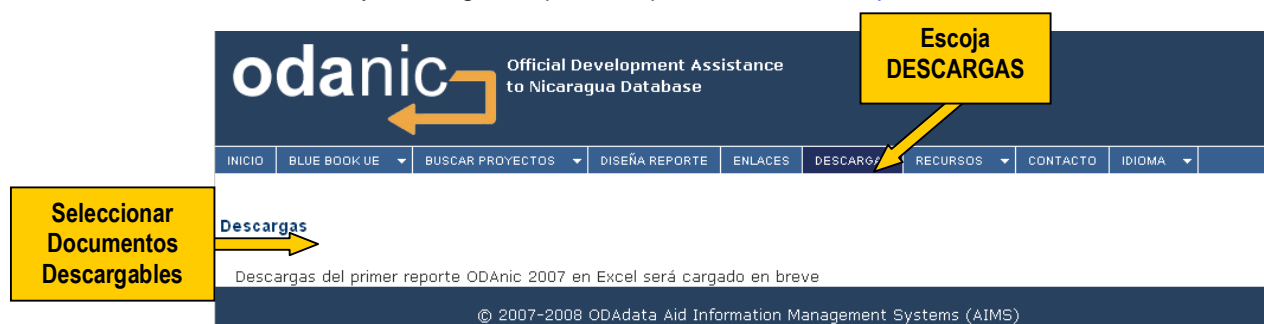 odanic
Official Development Assistance
to Nicaragua Database
Escoja
DESCARGAS
INICIO BLUE BOOK UE BUSCAR PROYECTOS DISEÑA REPORTE ENLACES RECURSOS CONTACTO IDIOMA
Seleccionar
Documentos
Descargables
Descargas
Descargas del primer reporte ODAnic 2007 en Excel será cargado en breve
© 2007-2008 ODAdata Aid Information Management Systems (AIMS)